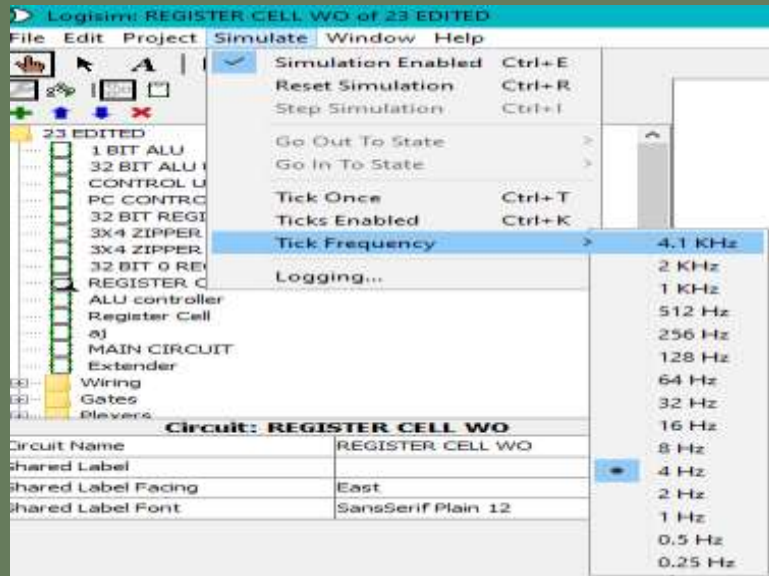 Logisim: REGISTER CELL WO of 23 EDITED
File Edit Project Simulate Window Help
Simulation Enabled Ctrl+E
Reset Simulation Ctrl+R
Step Simulation Ctrl+I
Go Out To State
Go In To State
Tick Once Ctrl+T
Ticks Enabled Ctrl+K
Tick Frequency
Logging...
4.1 KHz
2 KHz
1 KHz
512 Hz
256 Hz
128 Hz
64 Hz
32 Hz
16 Hz
8 Hz
4 Hz
2 Hz
1 Hz
0.5 Hz
0.25 Hz
23 EDITED
1 BIT ALU
32 BIT ALU
CONTROL U
PC CONTRO
32 BIT REGI
3X4 ZIPPER
3X4 ZIPPER
32 BIT 0 RE
REGISTER C
ALU controller
Register Cell
aj
MAIN CIRCUIT
Extender
Wiring
Gates
Plexers
Circuit: REGISTER CELL WO
Circuit Name REGISTER CELL WO
Shared Label
Shared Label Facing East
Shared Label Font SansSerif Plain 12